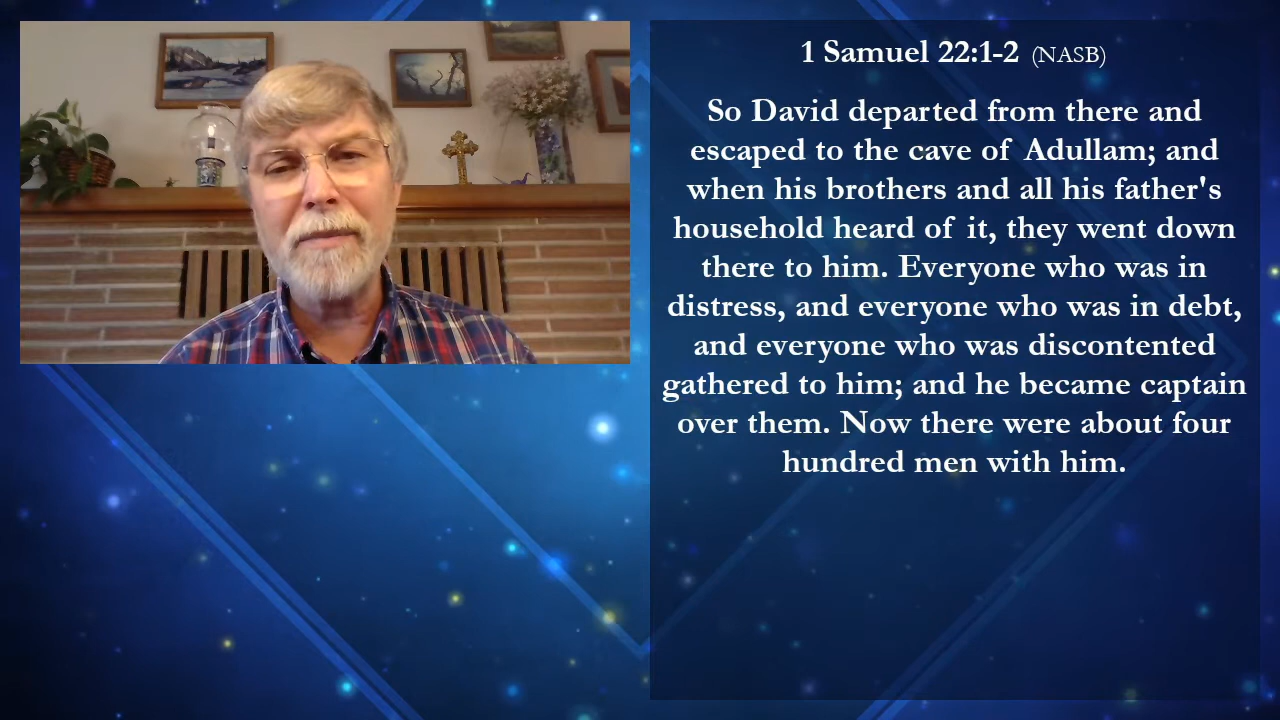 1 Samuel 22:1-2 (NASB)
So David departed from there and
escaped to the cave of Adullam; and
when his brothers and all his father's
household heard of it, they went down
there to him. Everyone who was in
distress, and everyone who was in debt,
and everyone who was discontented
gathered to him; and he became captain
over them. Now there were about four
hundred men with him.